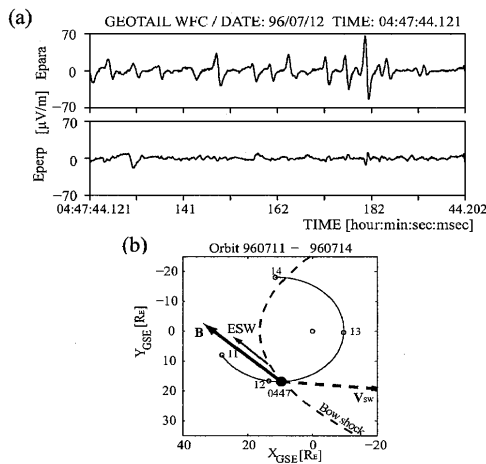 (a)
GEOTAIL WFC / DATE: 96/07/12 TIME: 04:47:44.121
70
0
−70
Epara
[μV/m]
70
0
−70
Eperp
04:47:44.121 141 162 182 44.202
TIME [hour:min:sec:msec]
(b)
Orbit 960711 − 960714
−20
−10
0
10
20
30
YGSE [RE]
14
13
B
ESW
11
12
0447
VSW
Bow shock
40 20 0 −20
XGSE [RE]